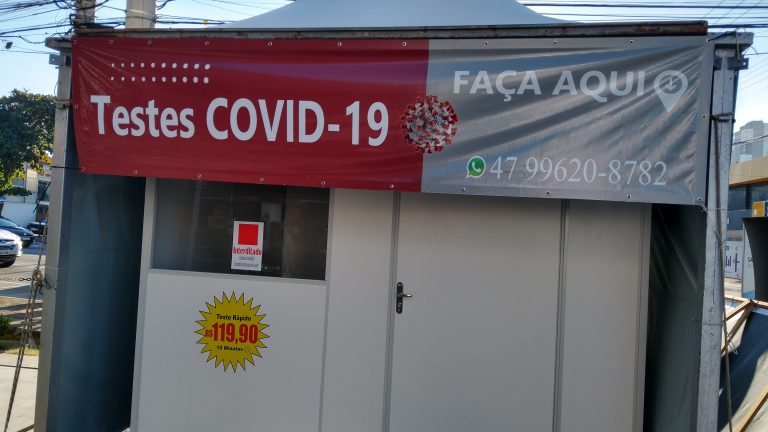 Testes COVID-19
FAÇA AQUI
47 99620-8782
Interditado
Teste Rápido
R$119,90
10 Minutos